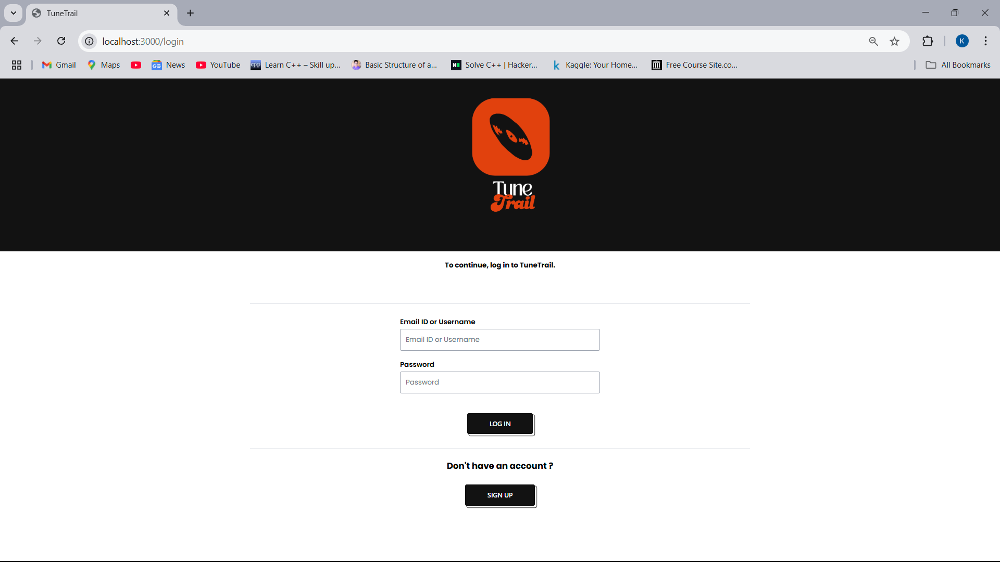 TuneTrail
localhost:3000/login
K
Gmail
Maps
GE
News
YouTube
cpp
Learn C++ – Skill up...
Basic Structure of a...
H
Solve C++ | Hacker...
k
Kaggle: Your Home...
Free Course Site.co...
All Bookmarks
Tune
Trail
To continue, log in to TuneTrail.
Email ID or Username
Email ID or Username
Password
Password
LOG IN
Don't have an account ?
SIGN UP